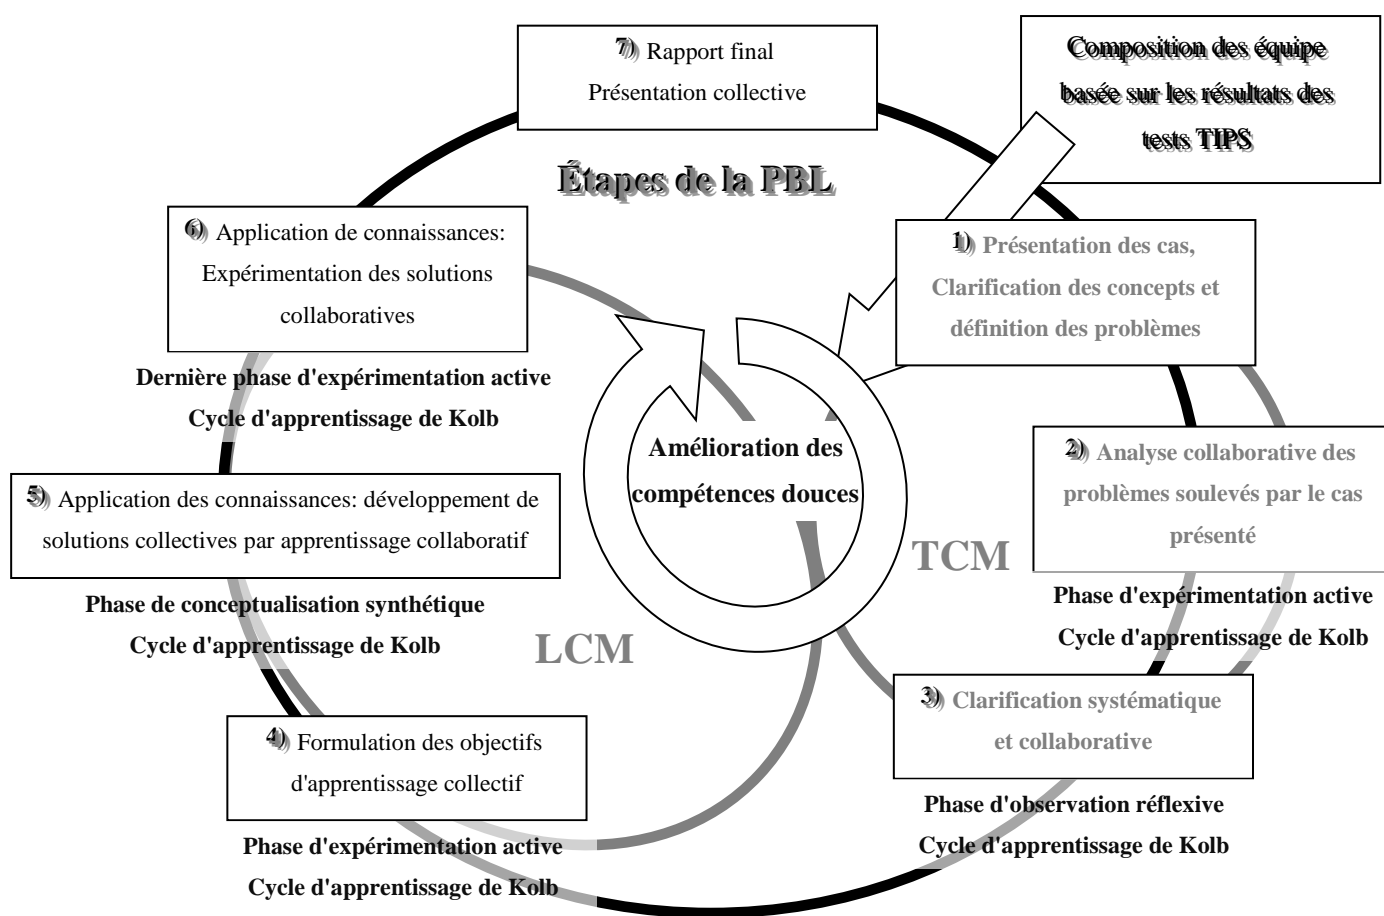 7) Rapport final
Présentation collective
Composition des équipe
basée sur les résultats des
tests TIPS
Étapes de la PBL
6) Application de connaissances:
Expérimentation des solutions
collaboratives
Dernière phase d'expérimentation active
Cycle d'apprentissage de Kolb
1) Présentation des cas,
Clarification des concepts et
définition des problèmes
Amélioration des
compétences douces
2) Analyse collaborative des
problèmes soulevés par le cas
présenté
Phase d'expérimentation active
Cycle d'apprentissage de Kolb
5) Application des connaissances: développement de
solutions collectives par apprentissage collaboratif
Phase de conceptualisation synthétique
Cycle d'apprentissage de Kolb
TCM
LCM
3) Clarification systématique
et collaborative
Phase d'observation réflexive
Cycle d'apprentissage de Kolb
4) Formulation des objectifs
d'apprentissage collectif
Phase d'expérimentation active
Cycle d'apprentissage de Kolb